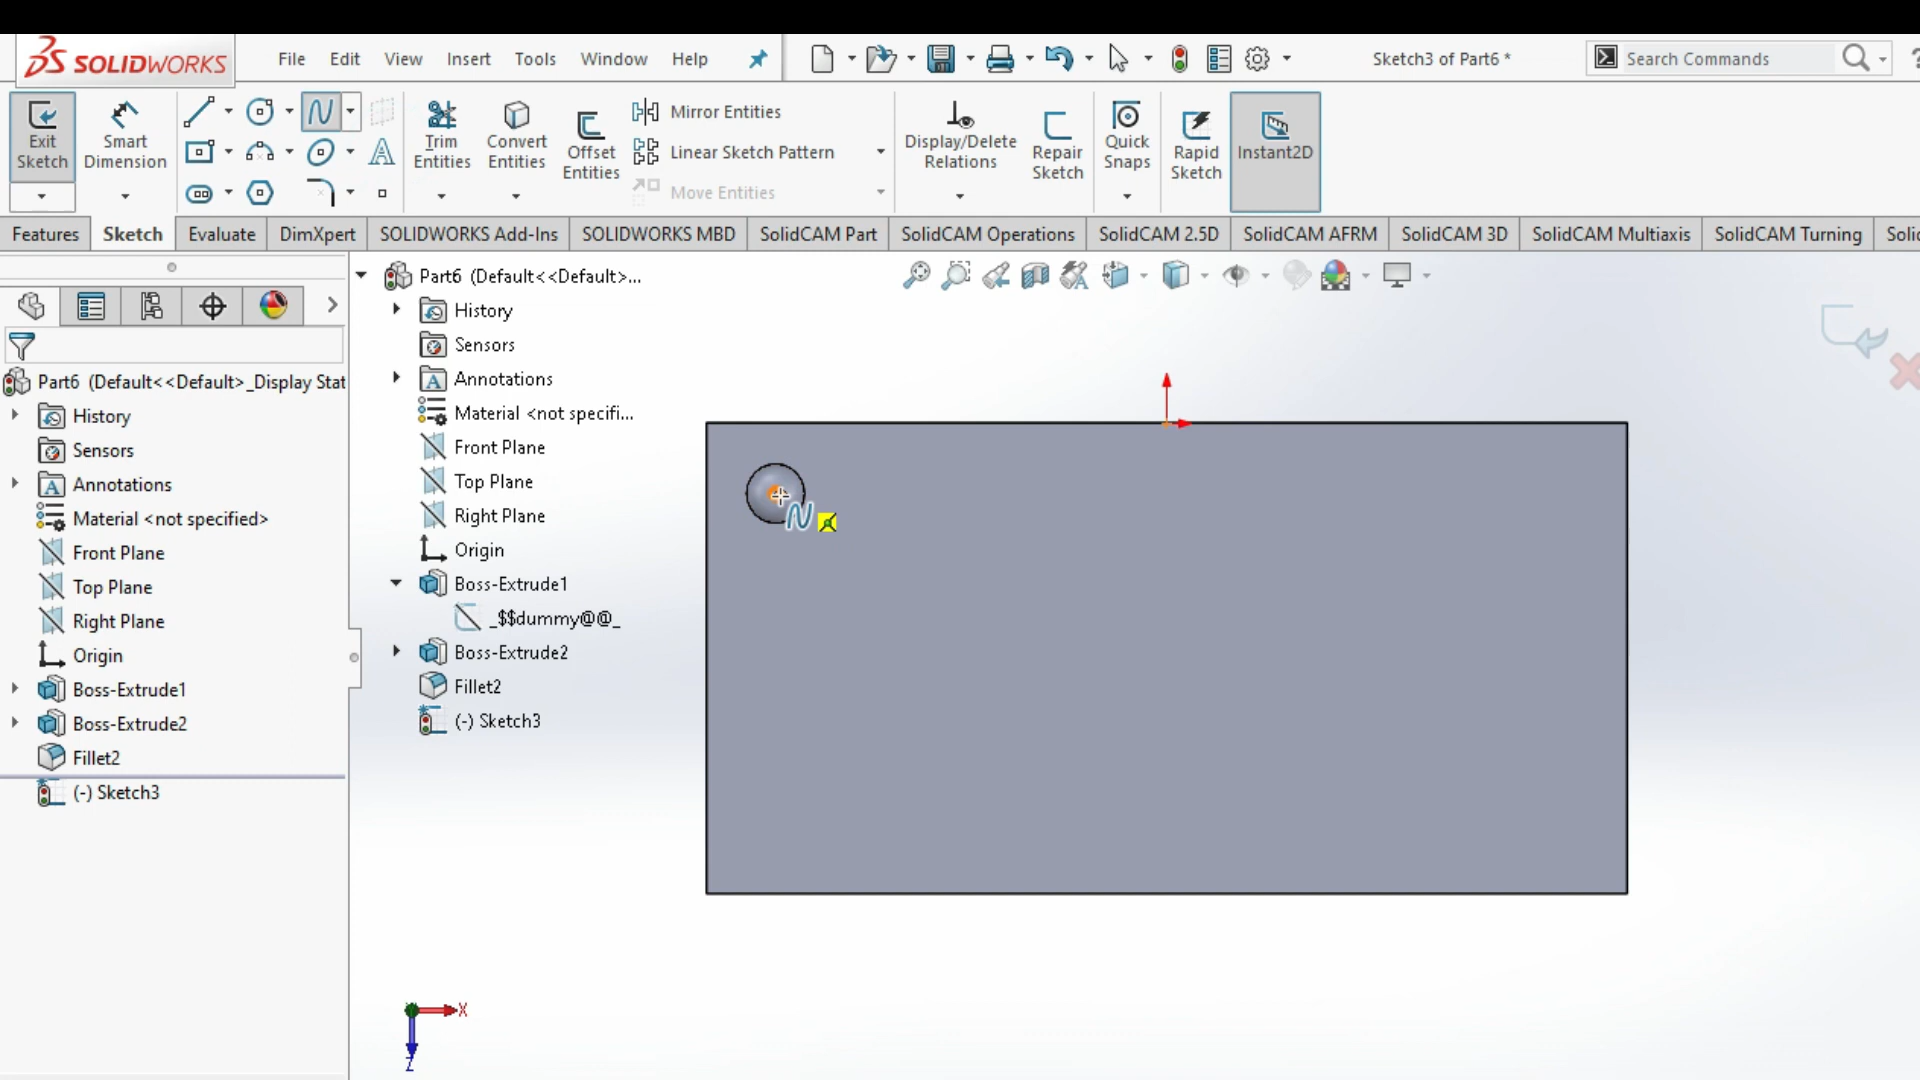 SOLIDWORKS
File Edit View Insert Tools Window Help
Sketch3 of Part6 *
Search Commands
?
Exit Sketch
Smart Dimension
Trim Entities
Convert Entities
Offset Entities
Mirror Entities
Linear Sketch Pattern
Move Entities
Display/Delete Relations
Repair Sketch
Quick Snaps
Rapid Sketch
Instant2D
Features Sketch Evaluate DimXpert SOLIDWORKS Add-Ins SOLIDWORKS MBD SolidCAM Part SolidCAM Operations SolidCAM 2.5D SolidCAM AFRM SolidCAM 3D SolidCAM Multiaxis SolidCAM Turning Solid
Part6 (Default<<Default>_Display Stat
History
Sensors
Annotations
Material <not specified>
Front Plane
Top Plane
Right Plane
Origin
Boss-Extrude1
Boss-Extrude2
Fillet2
(-) Sketch3
Part6 (Default<<Default>...
History
Sensors
Annotations
Material <not specifi...
Front Plane
Top Plane
Right Plane
Origin
Boss-Extrude1
_$$dummy@@_
Boss-Extrude2
Fillet2
(-) Sketch3
X
Z